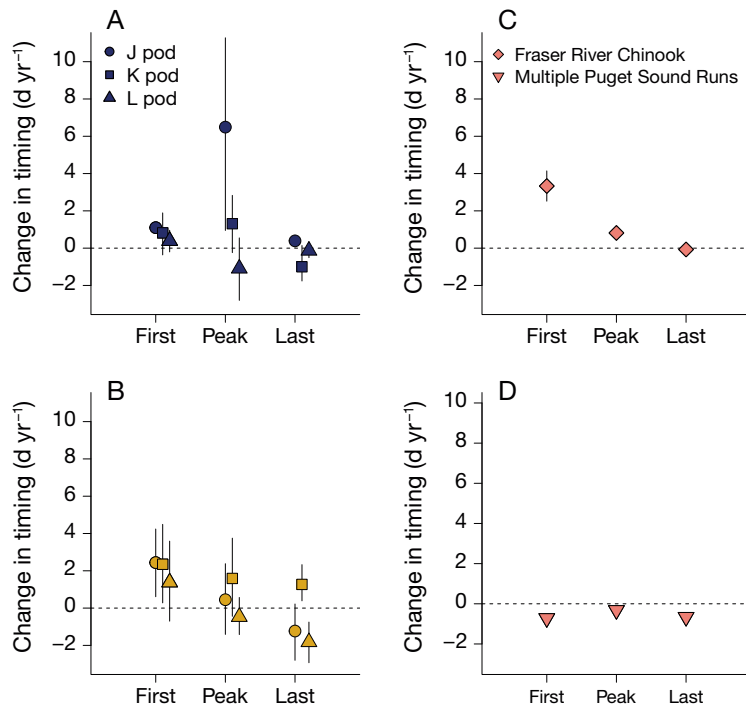 A
Change in timing (d yr⁻¹)
10
8
6
4
2
0
−2
J pod
K pod
L pod
First Peak Last
C
Change in timing (d yr⁻¹)
10
8
6
4
2
0
−2
Fraser River Chinook
Multiple Puget Sound Runs
First Peak Last
B
Change in timing (d yr⁻¹)
10
8
6
4
2
0
−2
First Peak Last
D
Change in timing (d yr⁻¹)
10
8
6
4
2
0
−2
First Peak Last